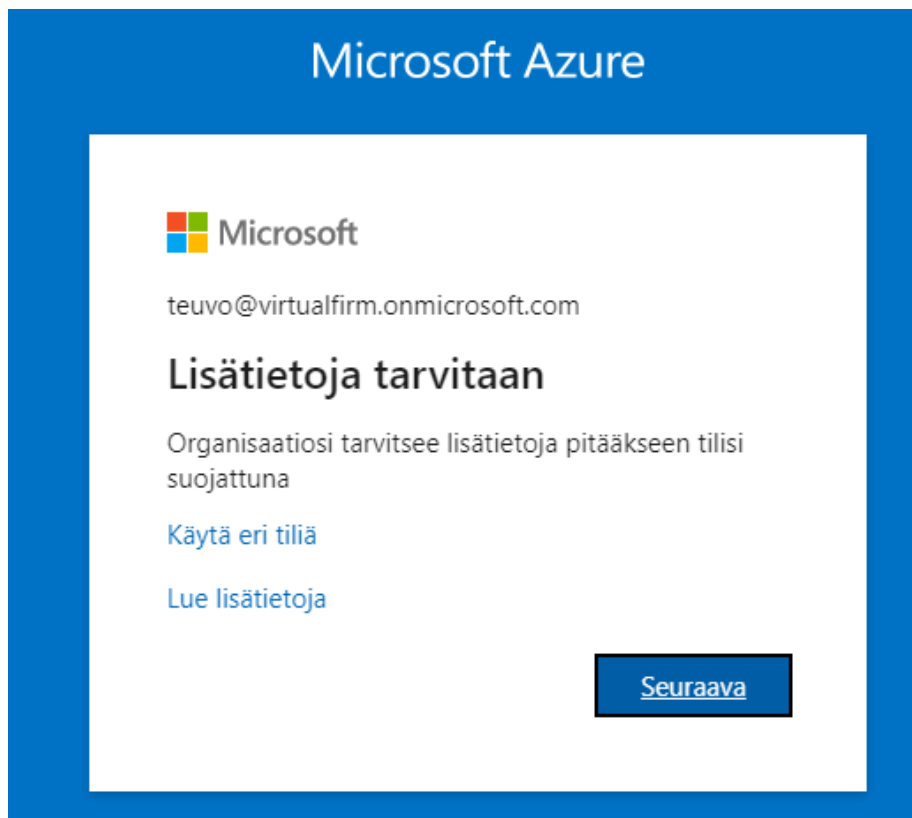 Microsoft Azure
Microsoft
teuvo@virtualfirm.onmicrosoft.com
Lisätietoja tarvitaan
Organisaatiosi tarvitsee lisätietoja pitääkseen tilisi
suojattuna
Käytä eri tiliä
Lue lisätietoja
Seuraava